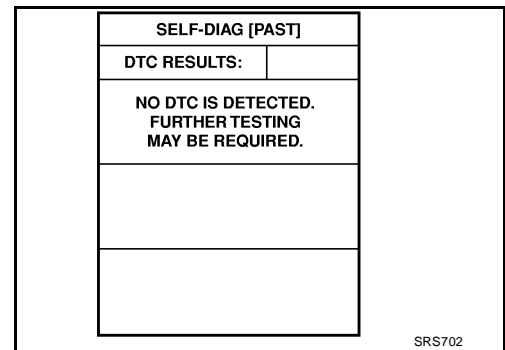 SELF-DIAG [PAST]
DTC RESULTS:
NO DTC IS DETECTED.
FURTHER TESTING
MAY BE REQUIRED.
SRS702